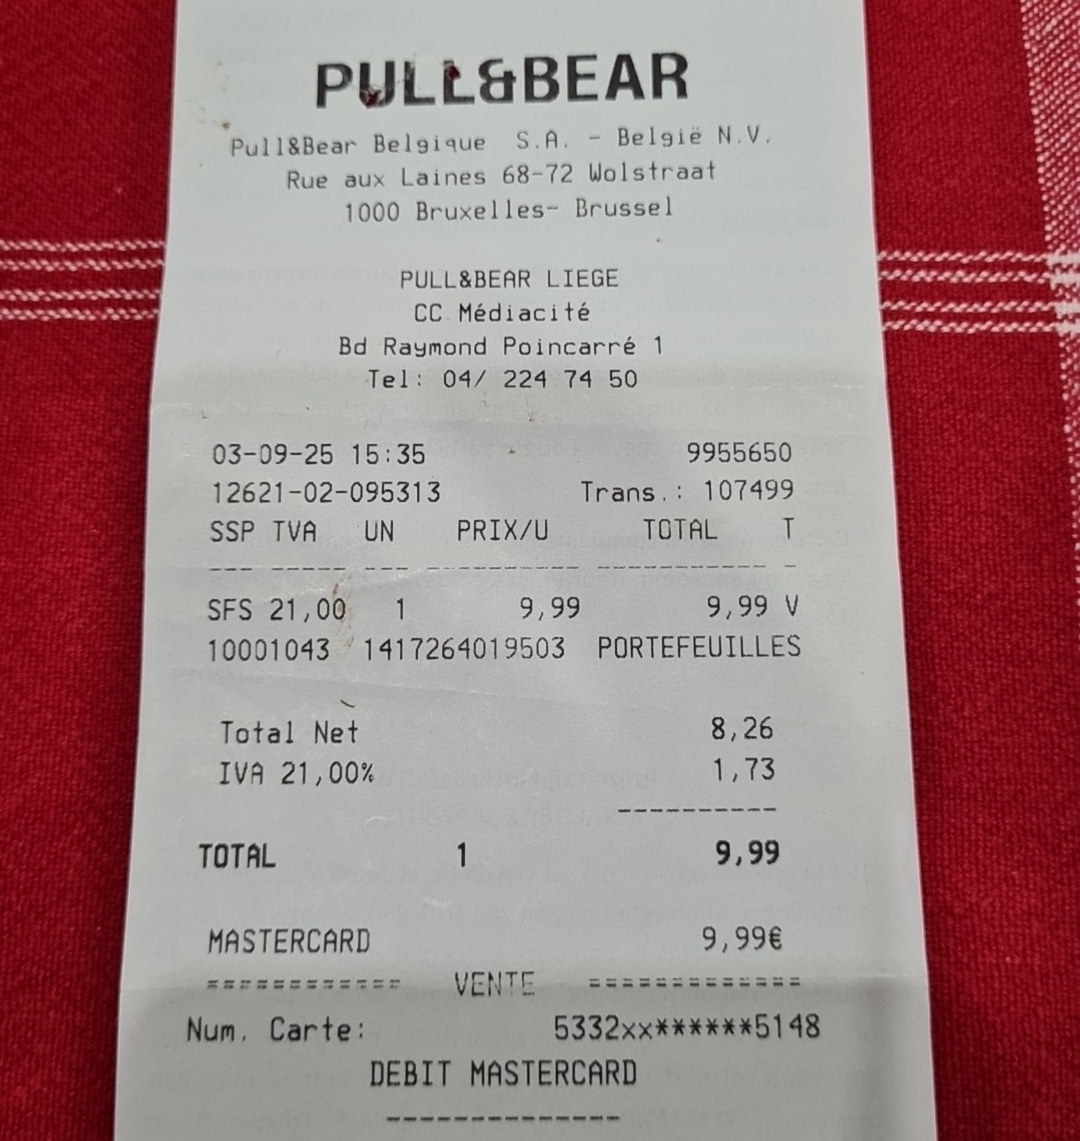 PULL&BEAR
Pull&Bear Belgique S.A. - België N.V.
Rue aux Laines 68-72 Wolstraat
1000 Bruxelles- Brussel
PULL&BEAR LIEGE
CC Médiacité
Bd Raymond Poincarré 1
Tel: 04/ 224 74 50
03-09-25 15:35 9955650
12621-02-095313 Trans.: 107499
SSP TVA UN PRIX/U TOTAL T
--- ----- --- ---------- ----------- -
SFS 21,00 1 9,99 9,99 V
10001043 1417264019503 PORTEFEUILLES
Total Net 8,26
IVA 21,00% 1,73
----------
TOTAL 1 9,99
MASTERCARD 9,99€
============ VENTE =============
Num. Carte: 5332xx******5148
DEBIT MASTERCARD
--------------